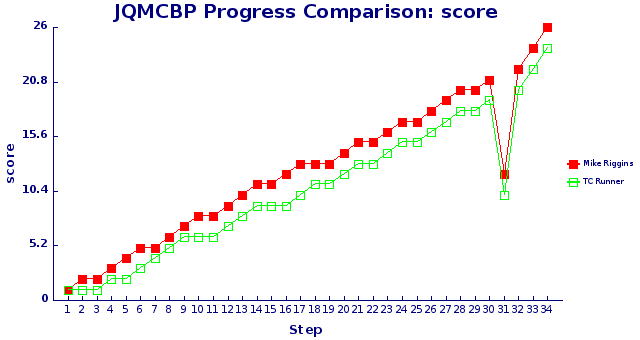 JQMCBP Progress Comparison: score
26
20.8
15.6
10.4
5.2
0
score
1 2 3 4 5 6 7 8 9 10 11 12 13 14 15 16 17 18 19 20 21 22 23 24 25 26 27 28 29 30 31 32 33 34
Step
Mike Riggins
TC Runner